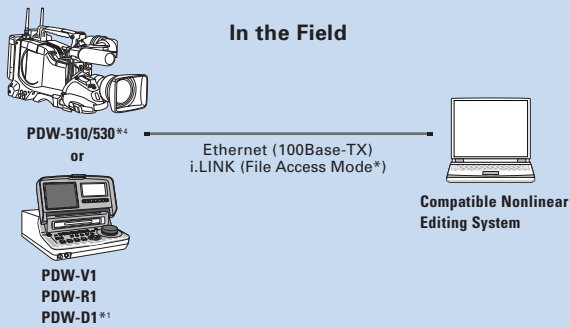 In the Field
PDW-510/530*4
or
Ethernet (100Base-TX)
i.LINK (File Access Mode*)
Compatible Nonlinear
Editing System
PDW-V1
PDW-R1
PDW-D1*1